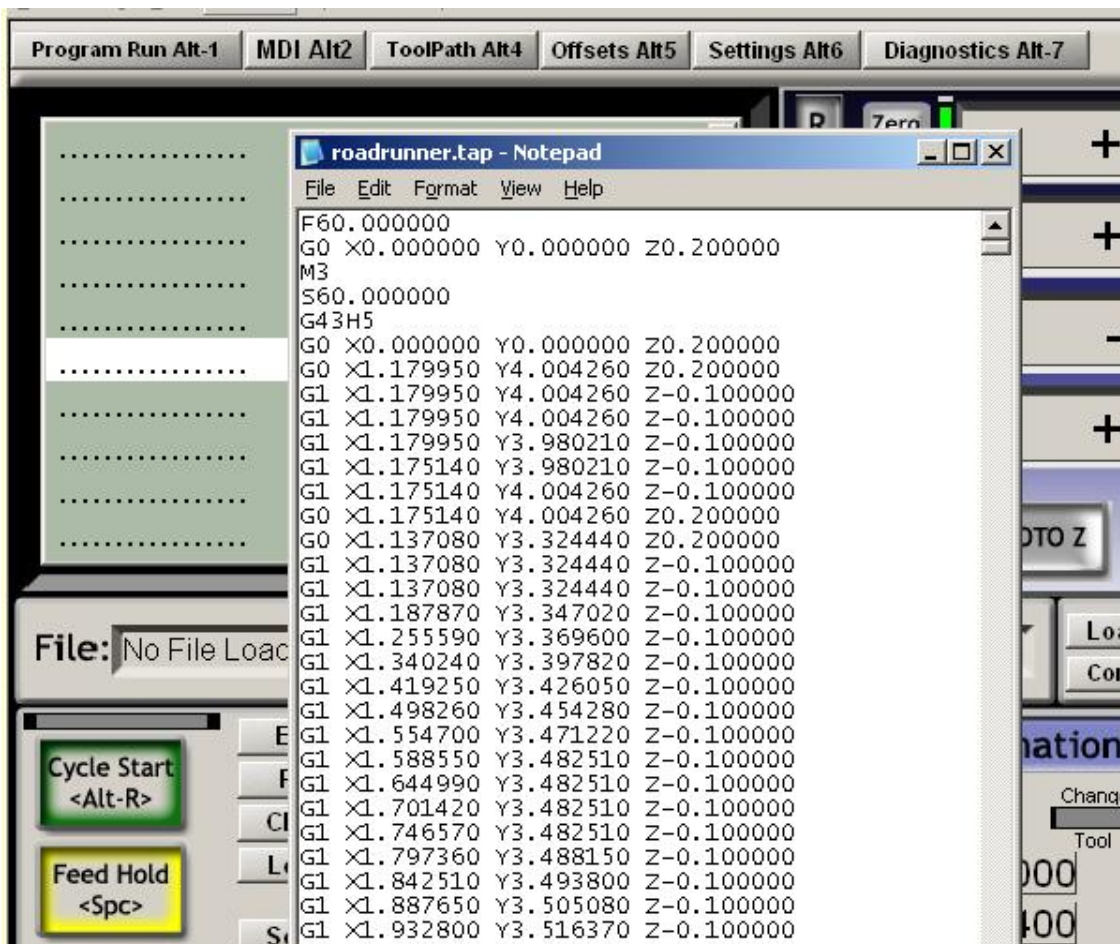 Program Run Alt-1 MDI Alt2 ToolPath Alt4 Offsets Alt5 Settings Alt6 Diagnostics Alt-7
R Zero +
roadrunner.tap - Notepad
File Edit Format View Help
F60.000000
G0 X0.000000 Y0.000000 Z0.200000
M3
S60.000000
G43H5
G0 X0.000000 Y0.000000 Z0.200000
G0 X1.179950 Y4.004260 Z0.200000
G1 X1.179950 Y4.004260 Z-0.100000
G1 X1.179950 Y4.004260 Z-0.100000
G1 X1.179950 Y3.980210 Z-0.100000
G1 X1.175140 Y3.980210 Z-0.100000
G1 X1.175140 Y4.004260 Z-0.100000
G0 X1.175140 Y4.004260 Z0.200000
G0 X1.137080 Y3.324440 Z0.200000
G1 X1.137080 Y3.324440 Z-0.100000
G1 X1.137080 Y3.324440 Z-0.100000
G1 X1.187870 Y3.347020 Z-0.100000
G1 X1.255590 Y3.369600 Z-0.100000
G1 X1.340240 Y3.397820 Z-0.100000
G1 X1.419250 Y3.426050 Z-0.100000
G1 X1.498260 Y3.454280 Z-0.100000
G1 X1.554700 Y3.471220 Z-0.100000
G1 X1.588550 Y3.482510 Z-0.100000
G1 X1.644990 Y3.482510 Z-0.100000
G1 X1.701420 Y3.482510 Z-0.100000
G1 X1.746570 Y3.482510 Z-0.100000
G1 X1.797360 Y3.488150 Z-0.100000
G1 X1.842510 Y3.493800 Z-0.100000
G1 X1.887650 Y3.505080 Z-0.100000
G1 X1.932800 Y3.516370 Z-0.100000
+
-
+
OTO Z
File: No File Loa
Loa
Co
nation
Cycle Start
<Alt-R>
Chang
Tool
Feed Hold
<Spc>
000
400